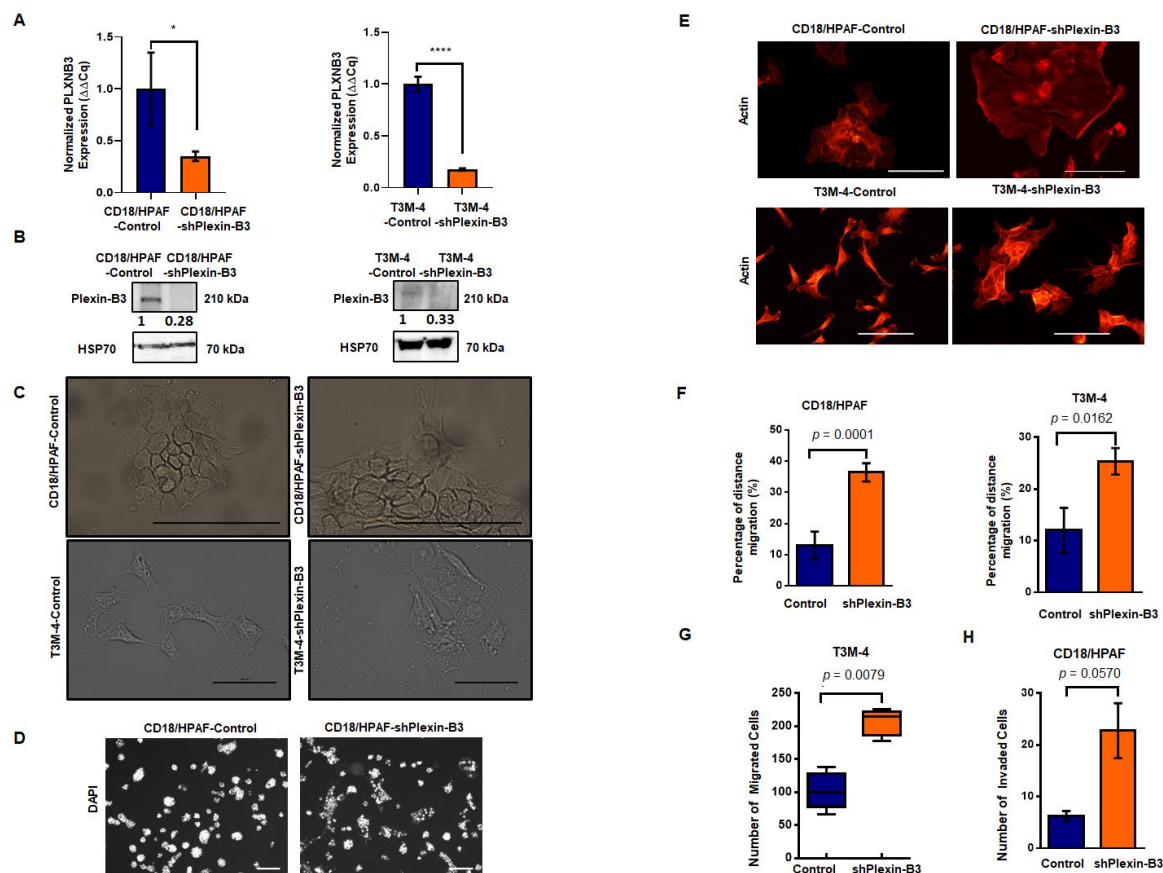 A
Normalized PLXNB3
Expression (ΔΔCq)
1.5
1.0
0.5
0.0
*
CD18/HPAF
-Control
CD18/HPAF
-shPlexin-B3
Normalized PLXNB3
Expression (ΔΔCq)
1.5
1.0
0.5
0.0
****
T3M-4
-Control
T3M-4
-shPlexin-B3
B
CD18/HPAF
-Control
CD18/HPAF
-shPlexin-B3
Plexin-B3
210 kDa
1 0.28
HSP70
70 kDa
T3M-4
-Control
T3M-4
-shPlexin-B3
Plexin-B3
210 kDa
1 0.33
HSP70
70 kDa
C
CD18/HPAF-Control
CD18/HPAF-shPlexin-B3
T3M-4-Control
T3M-4-shPlexin-B3
D
CD18/HPAF-Control
CD18/HPAF-shPlexin-B3
DAPI
E
CD18/HPAF-Control
CD18/HPAF-shPlexin-B3
Actin
T3M-4-Control
T3M-4-shPlexin-B3
Actin
F
CD18/HPAF
p = 0.0001
Percentage of distance
migration (%)
50
40
30
20
10
0
Control
shPlexin-B3
T3M-4
p = 0.0162
Percentage of distance
migration (%)
30
20
10
0
Control
shPlexin-B3
G
T3M-4
p = 0.0079
Number of Migrated Cells
250
200
150
100
50
0
Control
shPlexin-B3
H
CD18/HPAF
p = 0.0570
Number of Invaded Cells
30
20
10
0
Control
shPlexin-B3